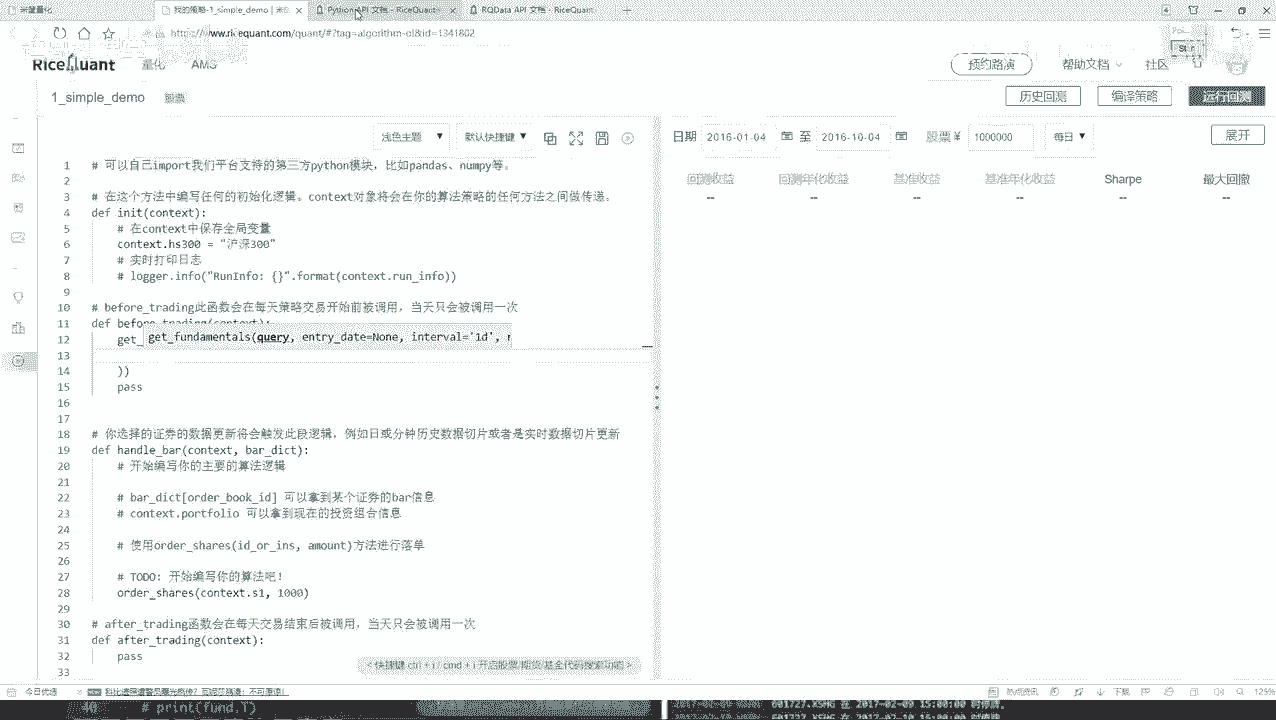 米筐量化
我的策略-1_simple_demo | 米
Python API 文档 - RiceQuant
RQData API 文档 - RiceQuant
https://www.ricequant.com/quant/#?tag=algorithm-ol&id=1341802
RiceQuant
量化
AMS
预约路演
帮助文档
社区
1_simple_demo
股票
历史回测
编译策略
运行回测
浅色主题
默认快捷键
日期 2016-01-04 至 2016-10-04 股票 ¥ 1000000 每日
展开
回测收益 回测年化收益 基准收益 基准年化收益 Sharpe 最大回撤
-- -- -- -- -- --
1 # 可以自己import我们平台支持的第三方python模块，比如pandas、numpy等。
2
3 # 在这个方法中编写任何的初始化逻辑。context对象将会在你的算法策略的任何方法之间做传递。
4 def init(context):
5 # 在context中保存全局变量
6 context.hs300 = "沪深300"
7 # 实时打印日志
8 # logger.info("RunInfo: {}".format(context.run_info))
9
10 # before_trading此函数会在每天策略交易开始前被调用，当天只会被调用一次
11 def before_trading(context):
12 get_
get_fundamentals(query, entry_date=None, interval='1d', r
13
14 })
15 pass
16
17
18 # 你选择的证券的数据更新将会触发此段逻辑，例如日或分钟历史数据切片或者是实时数据切片更新
19 def handle_bar(context, bar_dict):
20 # 开始编写你的主要的算法逻辑
21
22 # bar_dict[order_book_id] 可以拿到某个证券的bar信息
23 # context.portfolio 可以拿到现在的投资组合信息
24
25 # 使用order_shares(id_or_ins, amount)方法进行落单
26
27 # TODO: 开始编写你的算法吧！
28 order_shares(context.s1, 1000)
29
30 # after_trading函数会在每天交易结束后被调用，当天只会被调用一次
31 def after_trading(context):
32 pass
33
<快捷键 ctrl + i / cmd + i 开启股票/期货/基金代码搜索功能>
今日优选
热点资讯
下载
125%
40 # print(fund.T)